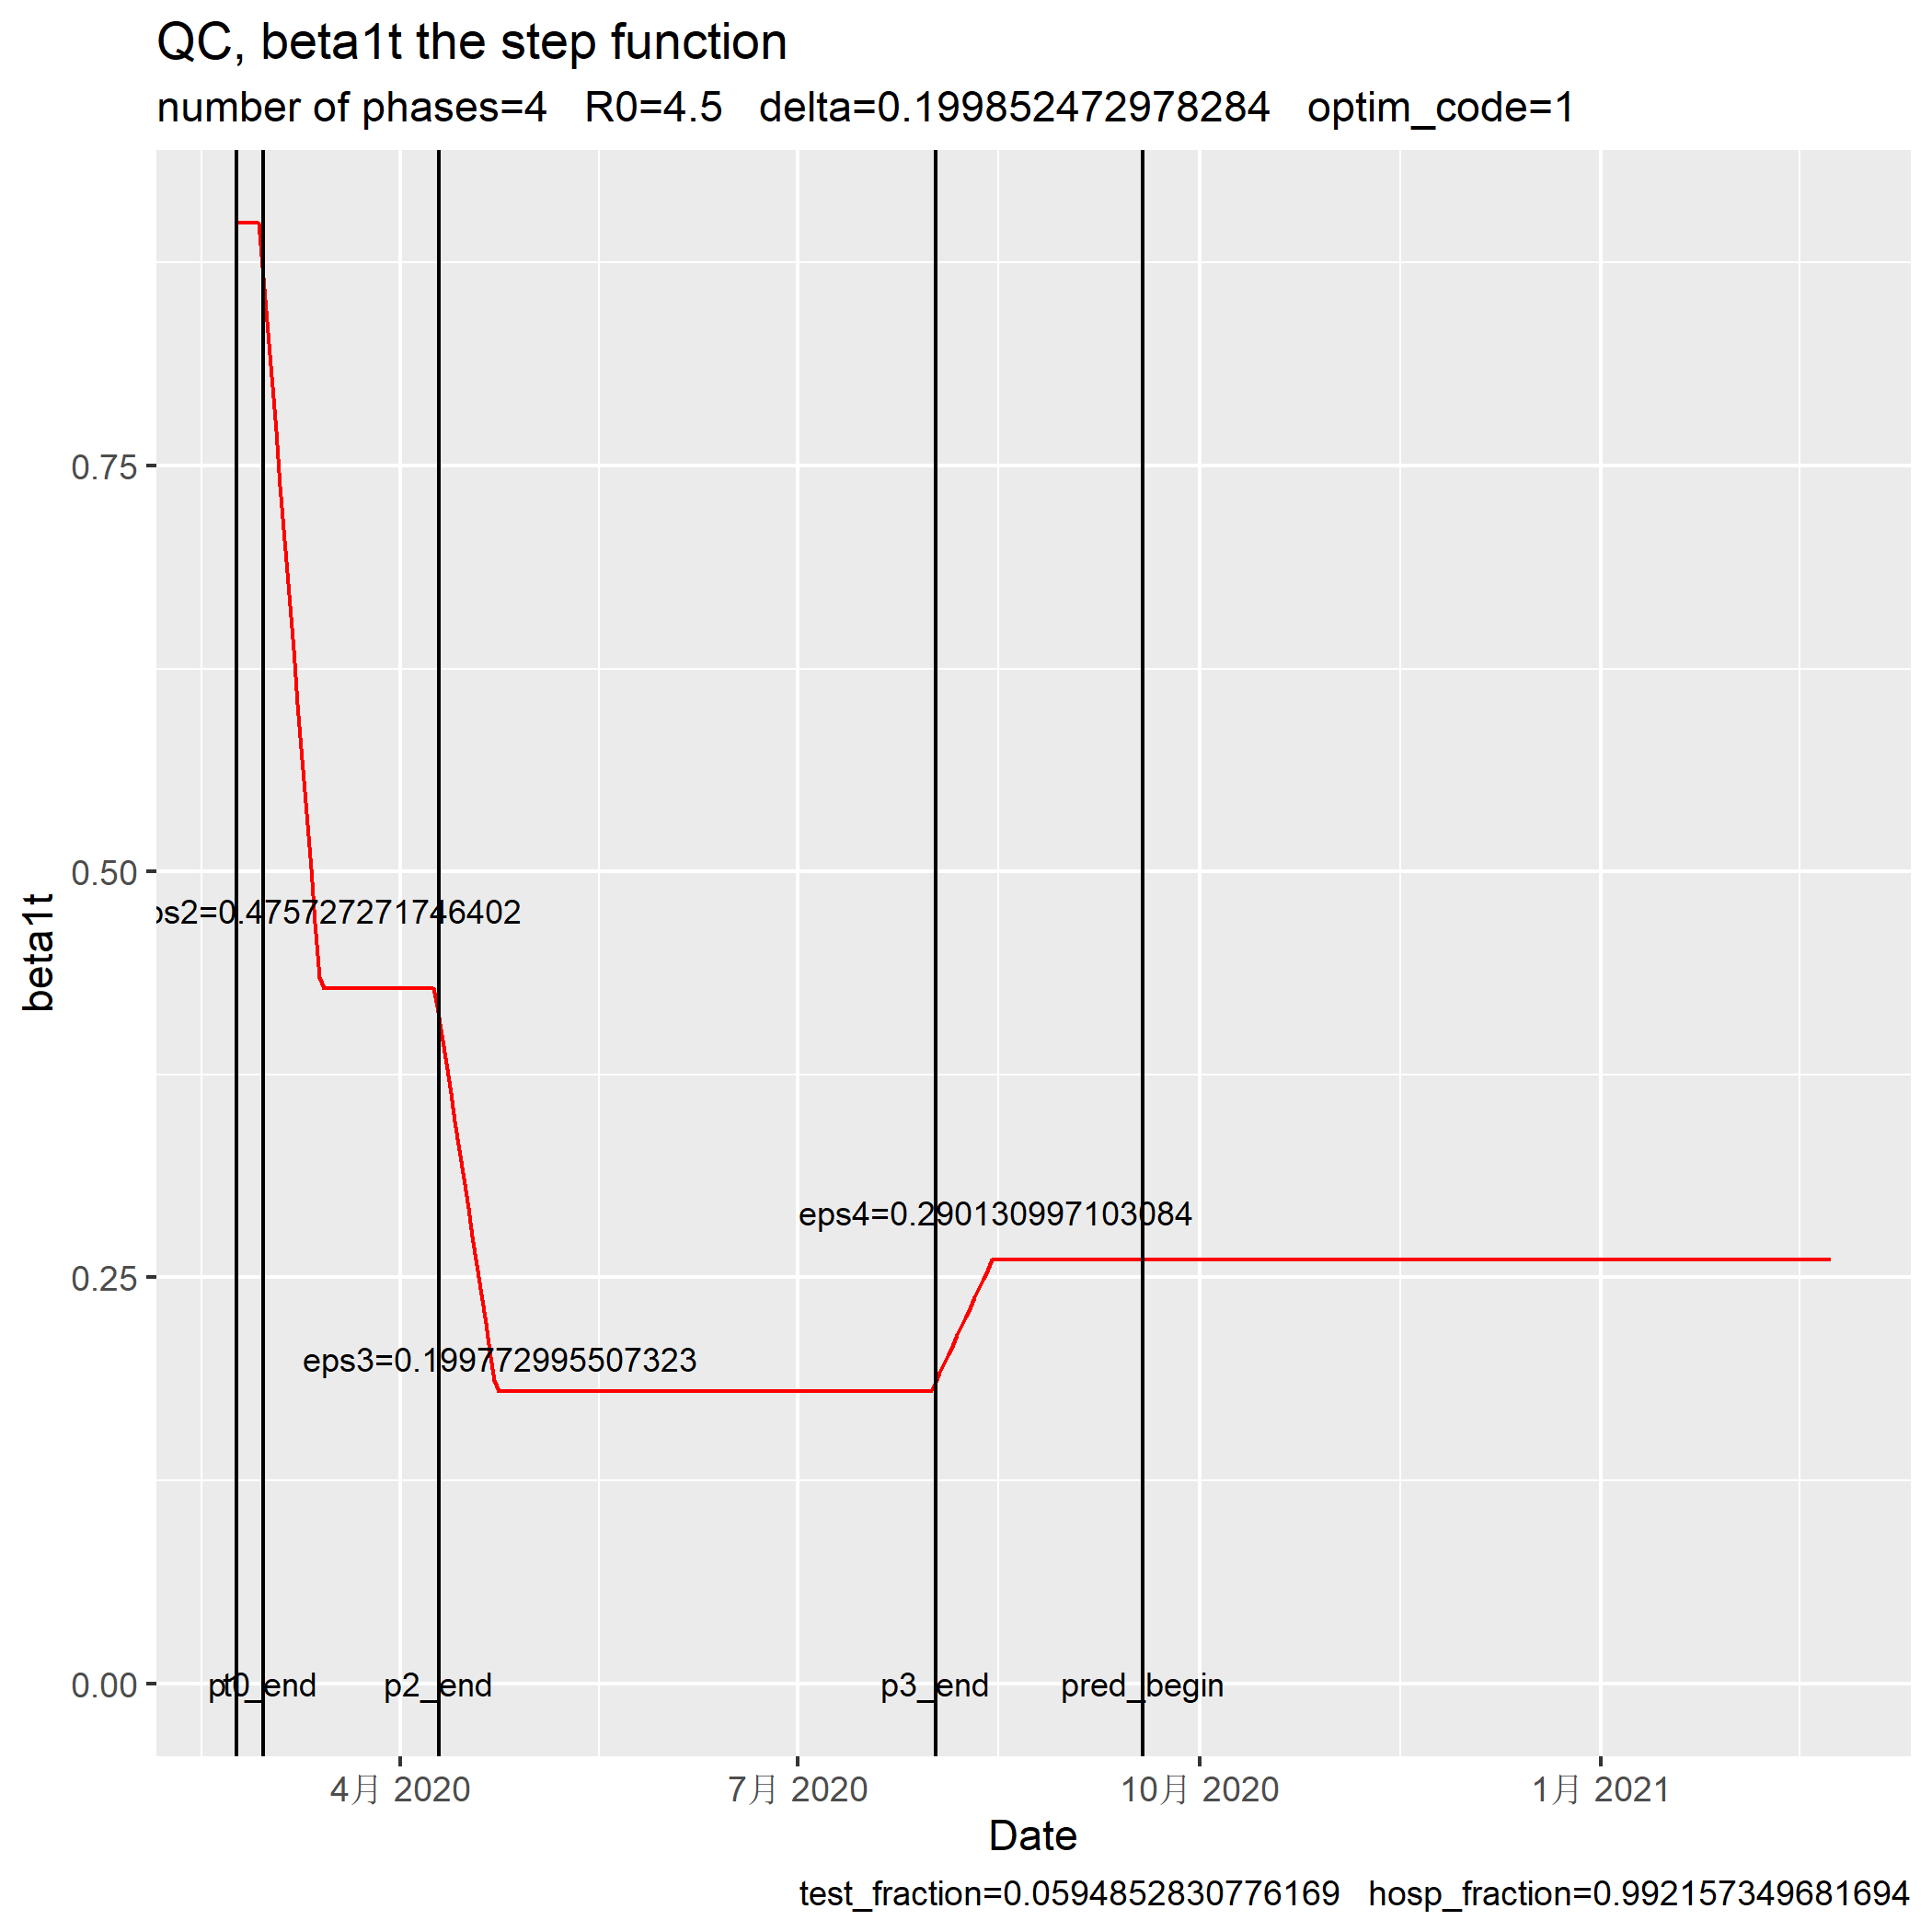 QC, beta1t the step function
number of phases=4 R0=4.5 delta=0.199852472978284 optim_code=1
beta1t
0.75
0.50
0.25
0.00
ps2=0.475727271746402
eps4=0.290130997103084
eps3=0.199772995507323
t0_end
p2_end
p3_end
pred_begin
4月 2020
7月 2020
10月 2020
1月 2021
Date
test_fraction=0.0594852830776169 hosp_fraction=0.992157349681694